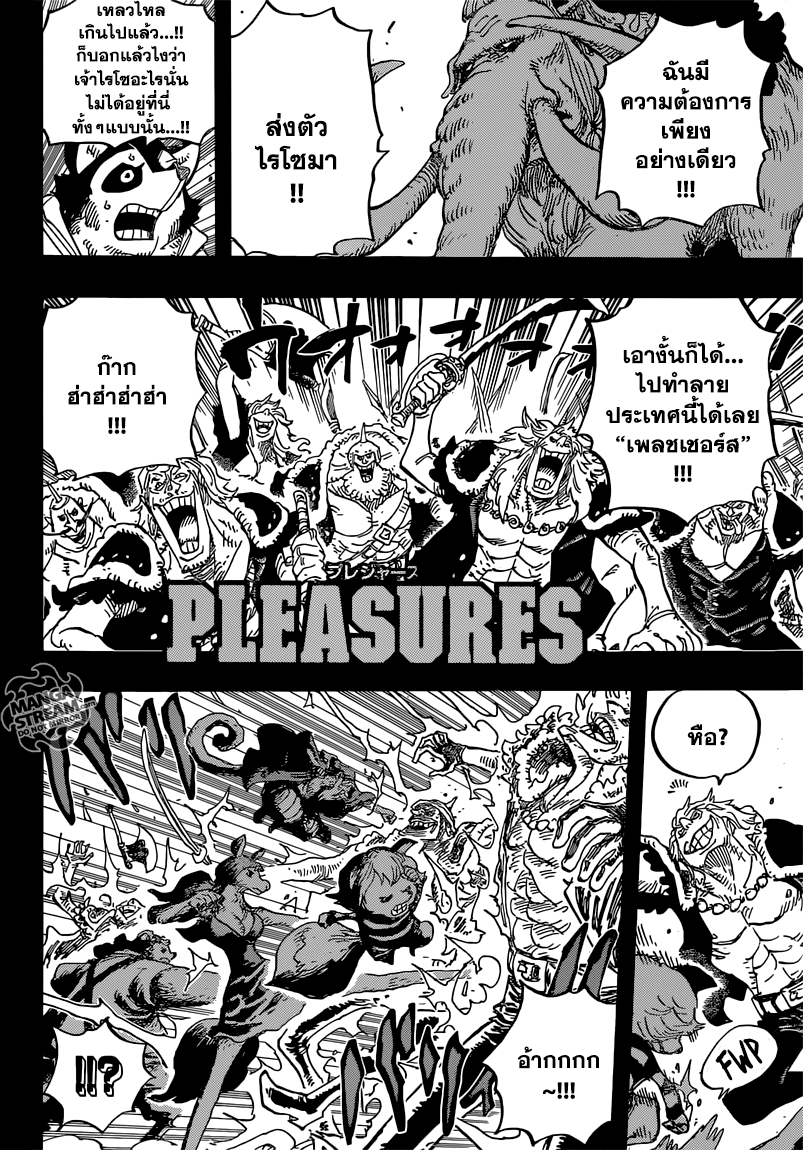 ฉันมี
ความต้องการ
เพียง
อย่างเดียว
!!!
ส่งตัว
ไรโซมา
!!
เหลวไหล
เกินไปแล้ว...!!
ก็บอกแล้วไงว่า
เจ้าไรโซอะไรนั่น
ไม่ได้อยู่ที่นี่
ทั้งๆแบบนั้น...!!
เอางั้นก็ได้...
ไปทำลาย
ประเทศนี้ได้เลย
“เพลชเชอร์ส”
!!!
ก๊าก
ฮ่าฮ่าฮ่าฮ่า
!!!
プレジャーズ
PLEASURES
MANGA
STREAM.com
DO NOT MIRROR!
หือ?
FWP
อ้ากกกก
~!!!
!!?